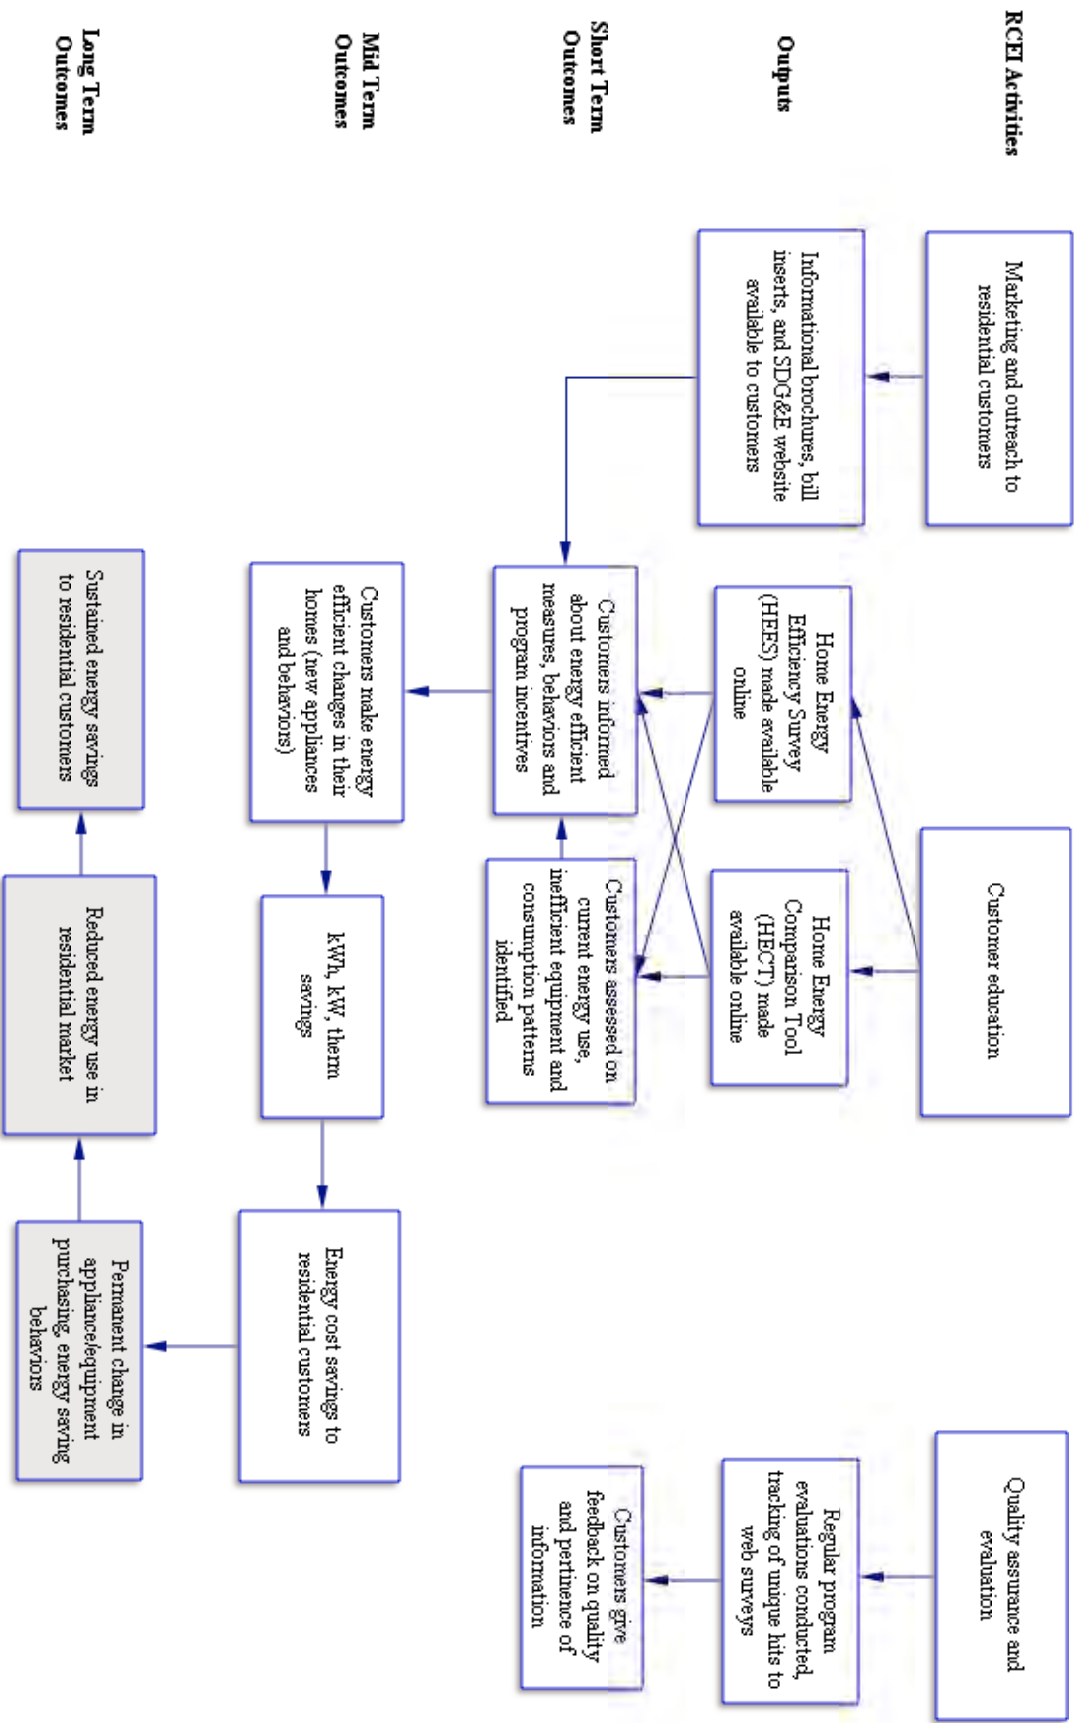 RCEI Activities
Marketing and outreach to
residential customers
Customer education
Quality assurance and
evaluation
Outputs
Informational brochures, bill
inserts, and SDG&E website
available to customers
Home Energy
Efficiency Survey
(HEES) made available
online
Home Energy
Comparison Tool
(HECT) made
available online
Regular program
evaluations conducted,
tracking of unique hits to
web surveys
Short Term
Outcomes
Customers informed
about energy efficient
measures, behaviors and
program incentives
Customers assessed on
current energy use,
inefficient equipment and
consumption patterns
identified
Customers give
feedback on quality
and pertinence of
information
Mid Term
Outcomes
Customers make energy
efficient changes in their
homes (new appliances
and behaviors)
kWh, kW, therm
savings
Energy cost savings to
residential customers
Long Term
Outcomes
Sustained energy savings
to residential customers
Reduced energy use in
residential market
Permanent change in
appliance/equipment
purchasing, energy saving
behaviors